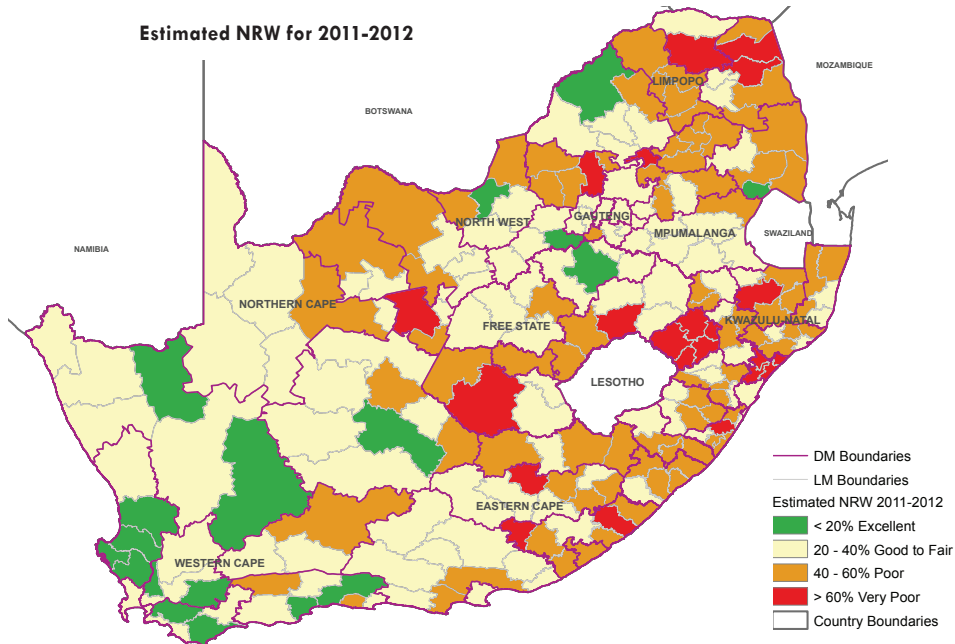 Estimated NRW for 2011-2012
MOZAMBIQUE
LIMPOPO
BOTSWANA
NORTH WEST
GAUTENG
MPUMALANGA
SWAZILAND
NAMIBIA
NORTHERN CAPE
FREE STATE
KWAZULU-NATAL
LESOTHO
EASTERN CAPE
WESTERN CAPE
DM Boundaries
LM Boundaries
Estimated NRW 2011-2012
< 20% Excellent
20 - 40% Good to Fair
40 - 60% Poor
> 60% Very Poor
Country Boundaries